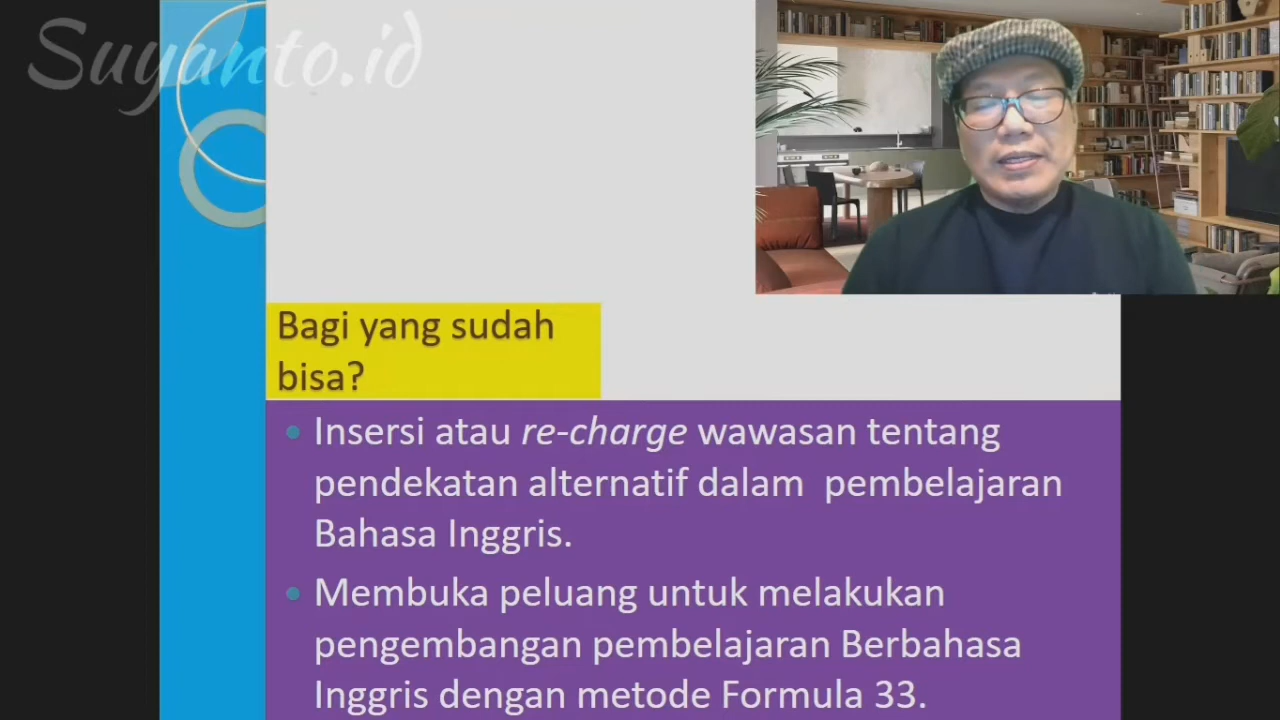 Suyanto.id
Bagi yang sudah
bisa?
Insersi atau re-charge wawasan tentang
pendekatan alternatif dalam pembelajaran
Bahasa Inggris.
Membuka peluang untuk melakukan
pengembangan pembelajaran Berbahasa
Inggris dengan metode Formula 33.